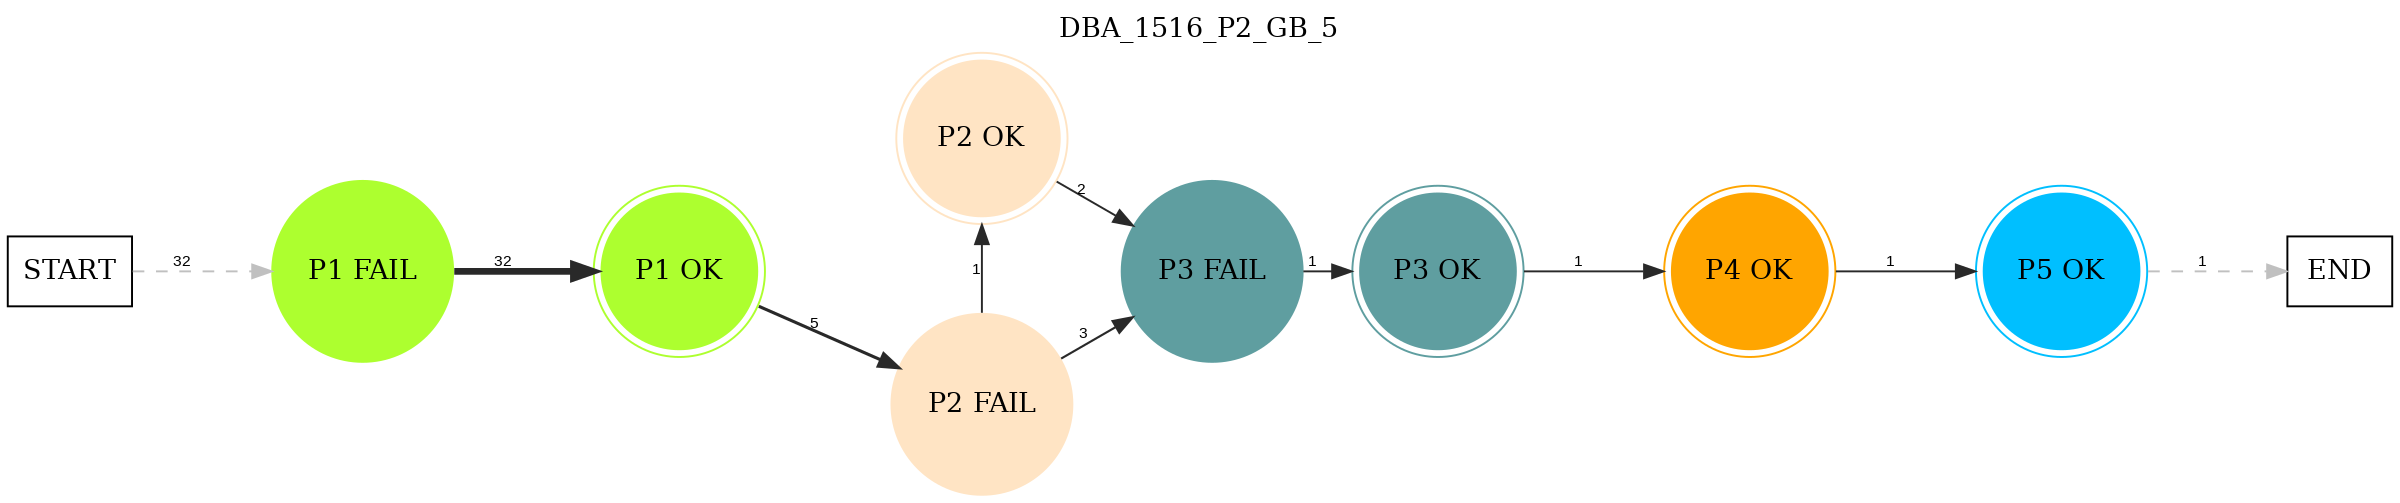 DBA_1516_P2_GB_5
START
32
P1 FAIL
32
P1 OK
5
P2 OK
1
P2 FAIL
2
3
P3 FAIL
1
P3 OK
1
P4 OK
1
P5 OK
1
END